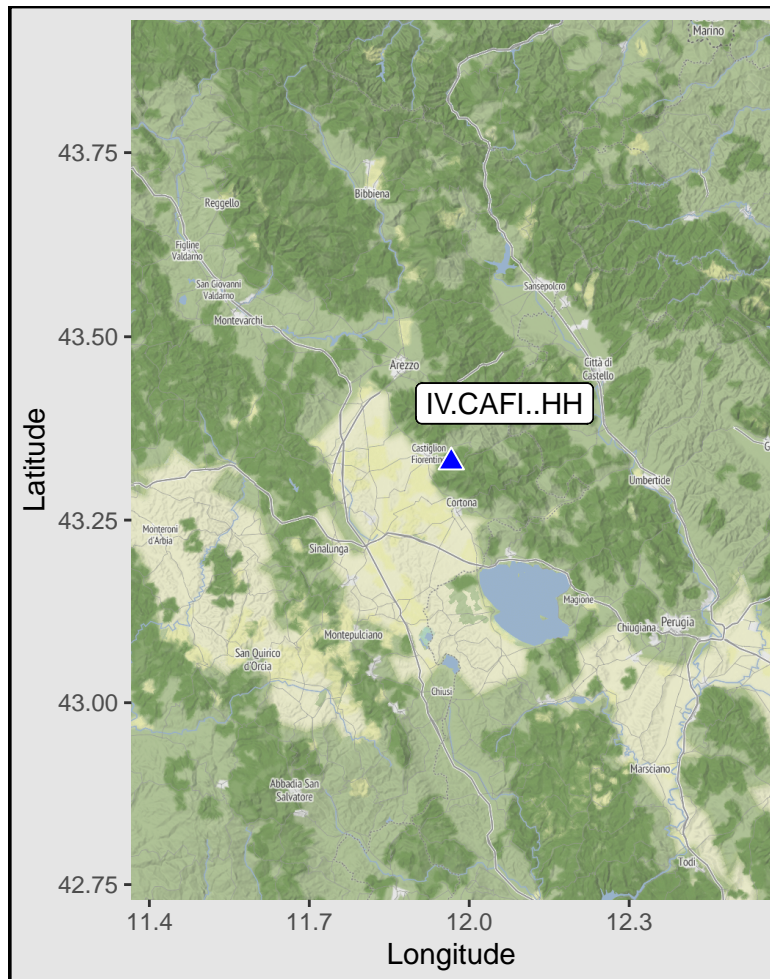 Marino
43.75
Bibbiena
Reggello
Figline
Valdarno
San Giovanni
Valdarno
Sansepolcro
Montevarchi
43.50
Arezzo
Città di
Castello
IV.CAFI..HH
Castiglion
Fiorentino
G
Umbertide
Cortona
43.25
Monteroni
d'Arbia
Sinalunga
Magione
Chiugiana
Perugia
Montepulciano
San Quirico
d'Orcia
Chiusi
43.00
Marsciano
Abbadia San
Salvatore
Todi
42.75
11.4
11.7
12.0
12.3
Longitude
Latitude